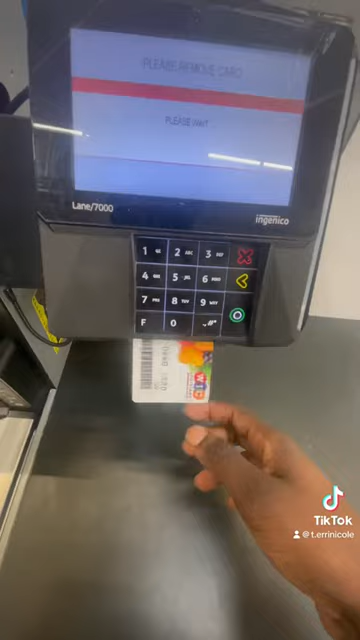 PLEASE REMOVE CARD
PLEASE WAIT
Lane/7000
ingenico
1 2 ABC 3 DEF
4 GHI 5 JKL 6 MNO
7 PRS 8 TUV 9 WXY
F 0 .,#*
WIC
TikTok
@t.errinicole